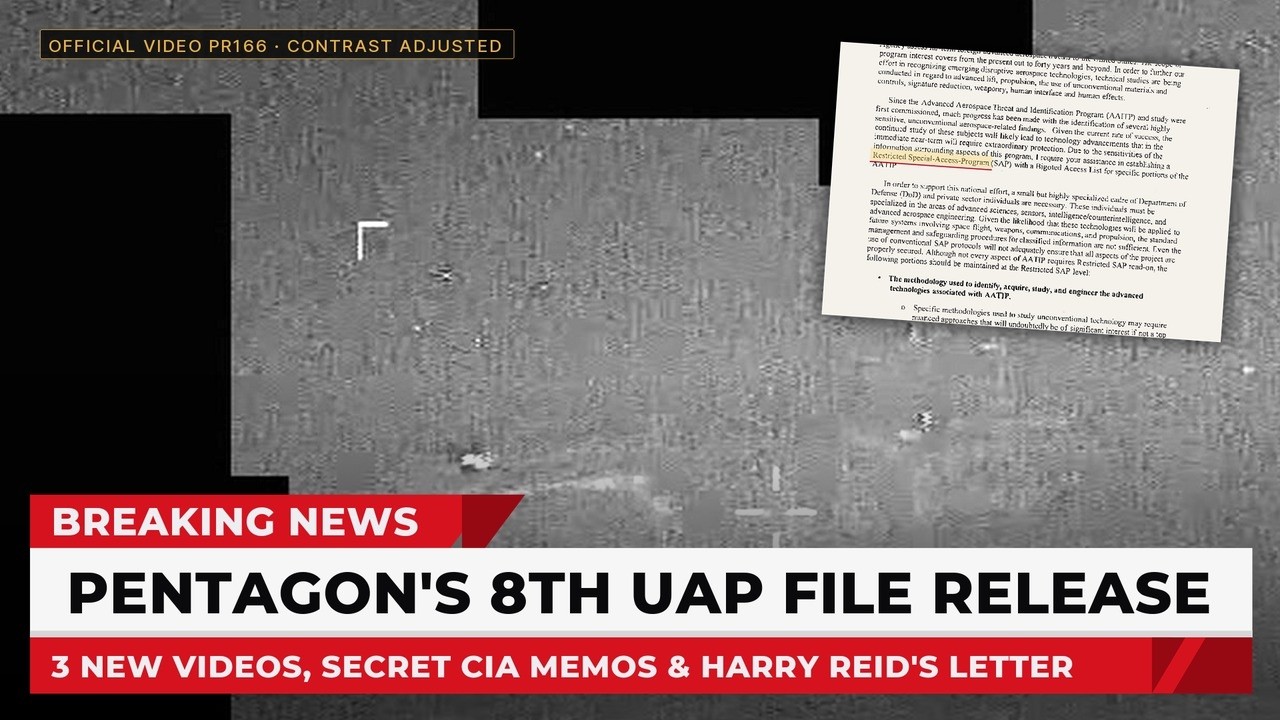 OFFICIAL VIDEO PR166 · CONTRAST ADJUSTED
program interest covers from the present out to forty years and beyond. In order to further our
effort in recognizing emerging disruptive aerospace technologies, technical studies are being
conducted in regard to advanced lift, propulsion, the use of unconventional materials and
controls, signature reduction, weaponry, human interface and human effects.
Since the Advanced Aerospace Threat and Identification Program (AATIP) and study were
first commissioned, much progress has been made with the identification of several highly
sensitive, unconventional aerospace-related findings. Given the current rate of success, the
continued study of these subjects will likely lead to technology advancements that in the
immediate near-term will require extraordinary protection. Due to the sensitivities of the
information surrounding aspects of this program, I require your assistance in establishing a
Restricted Special-Access-Program (SAP) with a Bigoted Access List for specific portions of the
AATIP
In order to support this national effort, a small but highly specialized cadre of Department of
Defense (DoD) and private sector individuals are necessary. These individuals must be
specialized in the areas of advanced sciences, sensors, intelligence/counterintelligence, and
advanced aerospace engineering. Given the likelihood that these technologies will be applied to
future systems involving space flight, weapons, communications, and propulsion, the standard
management and safeguarding procedures for classified information are not sufficient. Even the
use of conventional SAP protocols will not adequately ensure that all aspects of the project are
properly secured. Although not every aspect of AATIP requires Restricted SAP read-on, the
following portions should be maintained at the Restricted SAP level:
• The methodology used to identify, acquire, study, and engineer the advanced
technologies associated with AATIP.
o Specific methodologies used to study unconventional technology may require
nuanced approaches that will undoubtedly be of significant interest if not a top
BREAKING NEWS
PENTAGON'S 8TH UAP FILE RELEASE
3 NEW VIDEOS, SECRET CIA MEMOS & HARRY REID'S LETTER